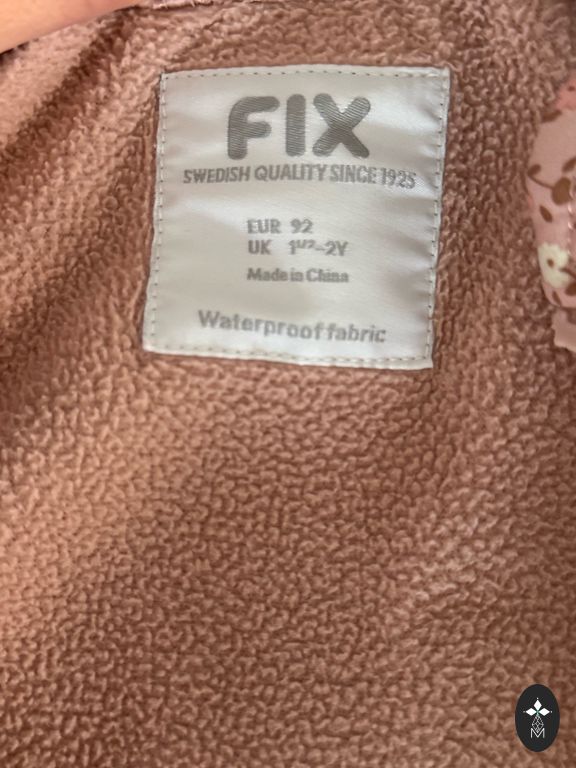 FIX
SWEDISH QUALITY SINCE 1925
EUR 92
UK 1½-2Y
Made in China
Waterproof fabric
M